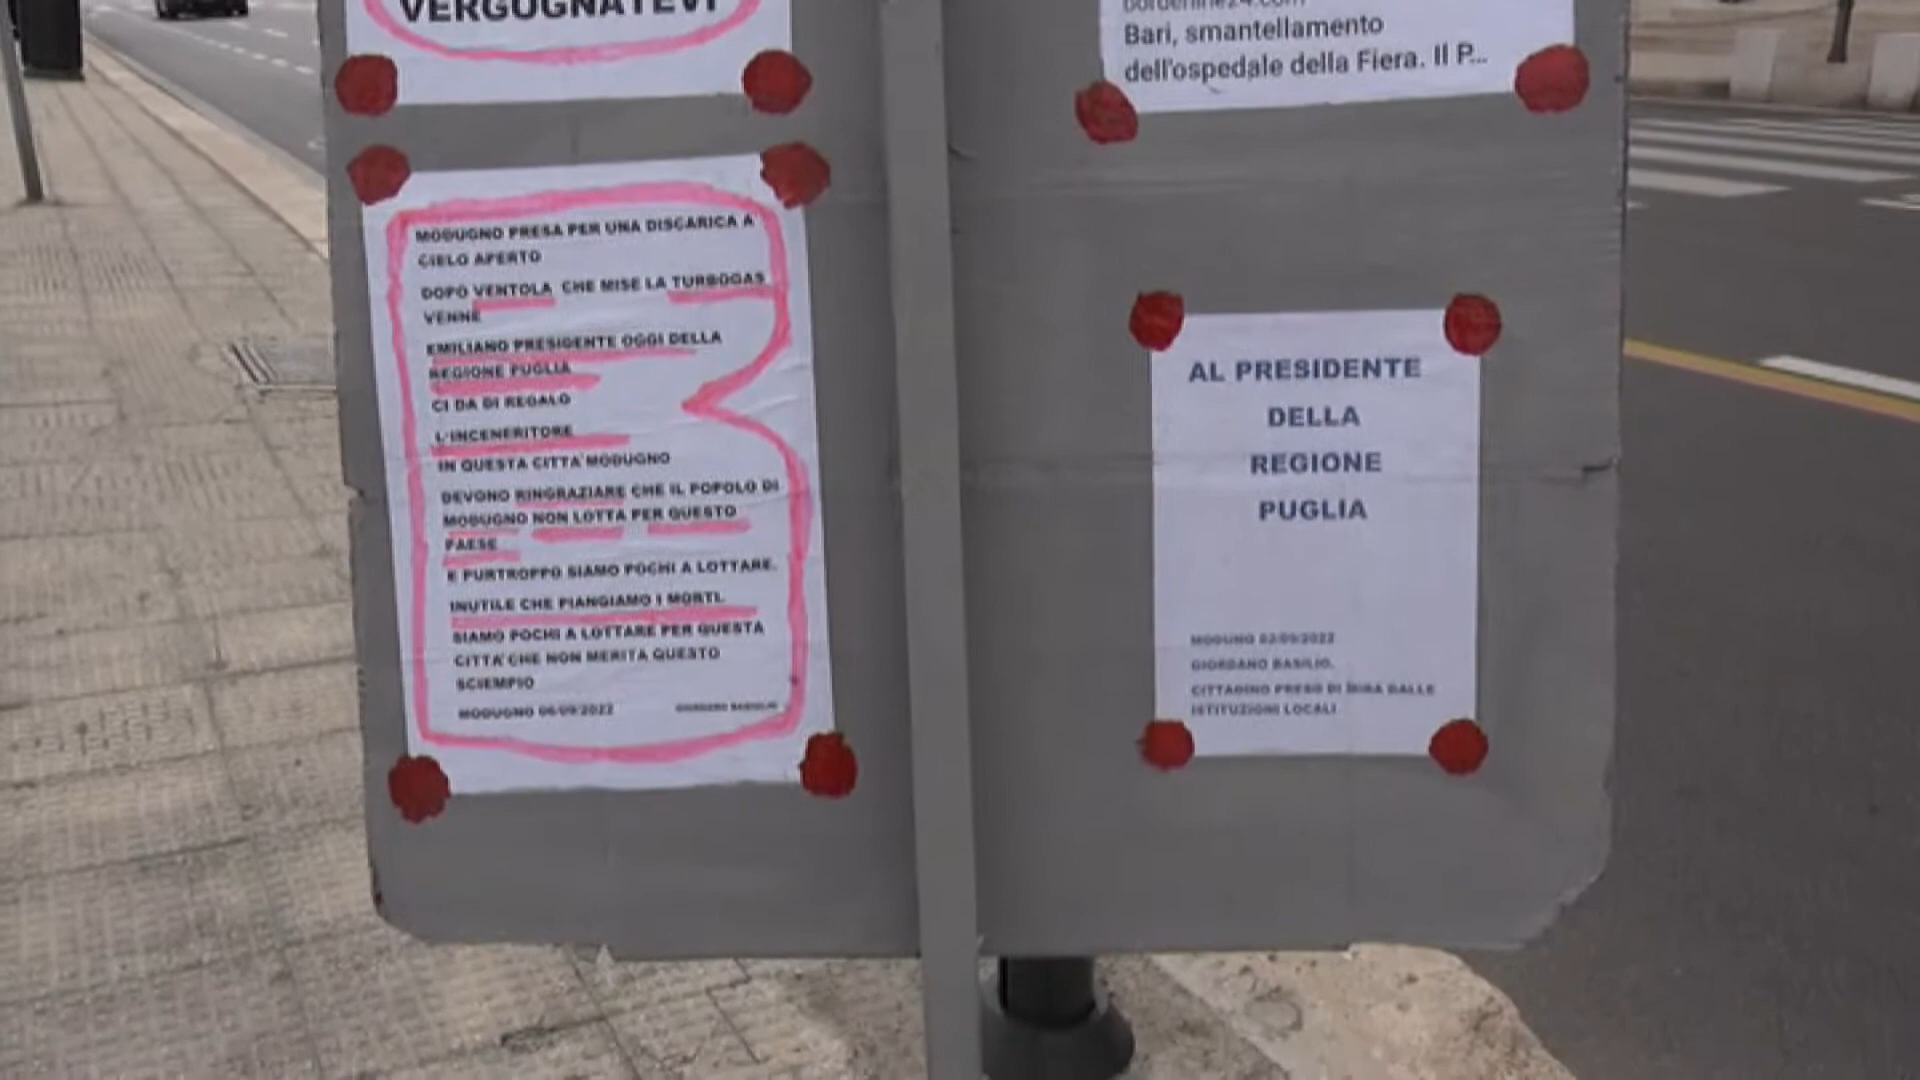 VERGOGNATEVI
MODUGNO PRESA PER UNA DISCARICA A
CIELO APERTO
DOPO VENTOLA CHE MISE LA TURBOGAS
VENNE
EMILIANO PRESIDENTE OGGI DELLA
REGIONE PUGLIA
CI DA DI REGALO
L'INCENERITORE
IN QUESTA CITTA' MODUGNO
DEVONO RINGRAZIARE CHE IL POPOLO DI
MODUGNO NON LOTTA PER QUESTO
PAESE
E PURTROPPO SIAMO POCHI A LOTTARE.
INUTILE CHE PIANGIAMO I MORTI.
SIAMO POCHI A LOTTARE PER QUESTA
CITTA' CHE NON MERITA QUESTO
SCIEMPIO
MODUGNO 06/09/2022 GIORDANO BASILIO
borderline24.com
Bari, smantellamento
dell'ospedale della Fiera. Il P...
AL PRESIDENTE
DELLA
REGIONE
PUGLIA
MODUNO 02/09/2022
GIORDANO BASILIO.
CITTADINO PRESO DI MIRA DALLE
ISTITUZIONI LOCALI